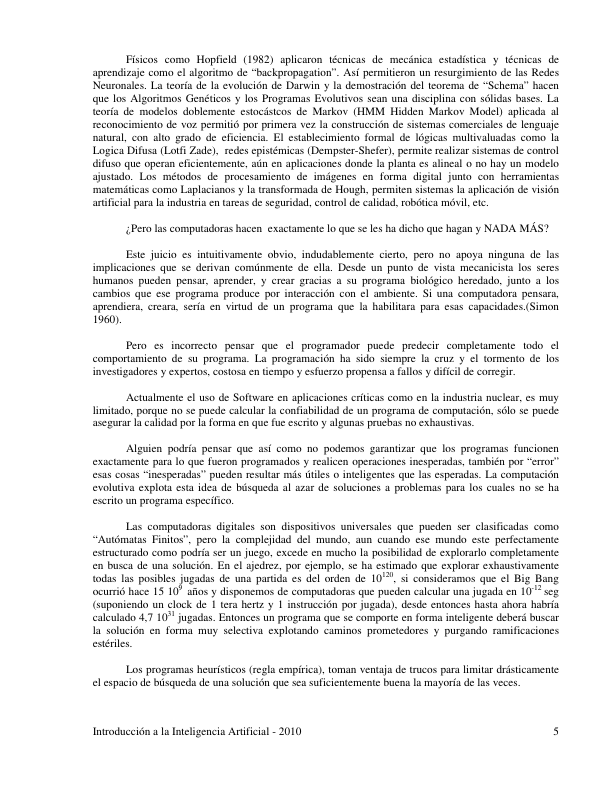 Físicos como Hopfield (1982) aplicaron técnicas de mecánica estadística y técnicas de
aprendizaje como el algoritmo de “backpropagation”. Así permitieron un resurgimiento de las Redes
Neuronales. La teoría de la evolución de Darwin y la demostración del teorema de “Schema” hacen
que los Algoritmos Genéticos y los Programas Evolutivos sean una disciplina con sólidas bases. La
teoría de modelos doblemente estocástcos de Markov (HMM Hidden Markov Model) aplicada al
reconocimiento de voz permitió por primera vez la construcción de sistemas comerciales de lenguaje
natural, con alto grado de eficiencia. El establecimiento formal de lógicas multivaluadas como la
Logica Difusa (Lotfi Zade), redes epistémicas (Dempster-Shefer), permite realizar sistemas de control
difuso que operan eficientemente, aún en aplicaciones donde la planta es alineal o no hay un modelo
ajustado. Los métodos de procesamiento de imágenes en forma digital junto con herramientas
matemáticas como Laplacianos y la transformada de Hough, permiten sistemas la aplicación de visión
artificial para la industria en tareas de seguridad, control de calidad, robótica móvil, etc.
¿Pero las computadoras hacen exactamente lo que se les ha dicho que hagan y NADA MÁS?
Este juicio es intuitivamente obvio, indudablemente cierto, pero no apoya ninguna de las
implicaciones que se derivan comúnmente de ella. Desde un punto de vista mecanicista los seres
humanos pueden pensar, aprender, y crear gracias a su programa biológico heredado, junto a los
cambios que ese programa produce por interacción con el ambiente. Si una computadora pensara,
aprendiera, creara, sería en virtud de un programa que la habilitara para esas capacidades.(Simon
1960).
Pero es incorrecto pensar que el programador puede predecir completamente todo el
comportamiento de su programa. La programación ha sido siempre la cruz y el tormento de los
investigadores y expertos, costosa en tiempo y esfuerzo propensa a fallos y difícil de corregir.
Actualmente el uso de Software en aplicaciones críticas como en la industria nuclear, es muy
limitado, porque no se puede calcular la confiabilidad de un programa de computación, sólo se puede
asegurar la calidad por la forma en que fue escrito y algunas pruebas no exhaustivas.
Alguien podría pensar que así como no podemos garantizar que los programas funcionen
exactamente para lo que fueron programados y realicen operaciones inesperadas, también por “error”
esas cosas “inesperadas” pueden resultar más útiles o inteligentes que las esperadas. La computación
evolutiva explota esta idea de búsqueda al azar de soluciones a problemas para los cuales no se ha
escrito un programa específico.
Las computadoras digitales son dispositivos universales que pueden ser clasificadas como
“Autómatas Finitos”, pero la complejidad del mundo, aun cuando ese mundo este perfectamente
estructurado como podría ser un juego, excede en mucho la posibilidad de explorarlo completamente
en busca de una solución. En el ajedrez, por ejemplo, se ha estimado que explorar exhaustivamente
todas las posibles jugadas de una partida es del orden de 10^120, si consideramos que el Big Bang
ocurrió hace 15 10^9 años y disponemos de computadoras que pueden calcular una jugada en 10^-12 seg
(suponiendo un clock de 1 tera hertz y 1 instrucción por jugada), desde entonces hasta ahora habría
calculado 4,7 10^31 jugadas. Entonces un programa que se comporte en forma inteligente deberá buscar
la solución en forma muy selectiva explotando caminos prometedores y purgando ramificaciones
estériles.
Los programas heurísticos (regla empírica), toman ventaja de trucos para limitar drásticamente
el espacio de búsqueda de una solución que sea suficientemente buena la mayoría de las veces.
Introducción a la Inteligencia Artificial - 2010 5